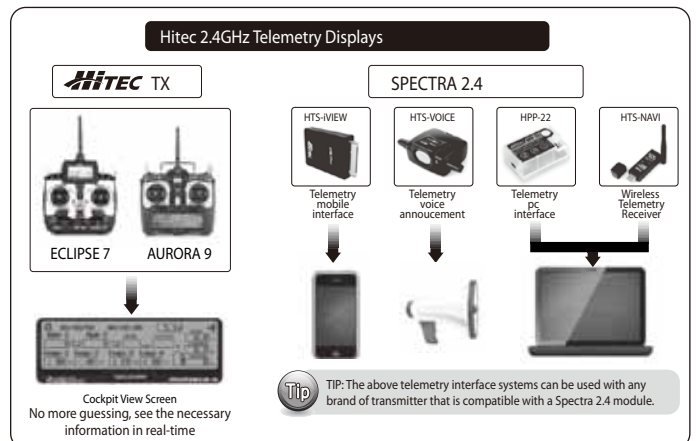 Hitec 2.4GHz Telemetry Displays
HiTEC TX
ECLIPSE 7
AURORA 9
Cockpit View Screen
No more guessing, see the necessary
information in real-time
SPECTRA 2.4
HTS-iVIEW
Telemetry
mobile
interface
HTS-VOICE
Telemetry
voice
annoucement
HPP-22
Telemetry
pc
interface
HTS-NAVI
Wireless
Telemetry
Receiver
Tip
TIP: The above telemetry interface systems can be used with any
brand of transmitter that is compatible with a Spectra 2.4 module.